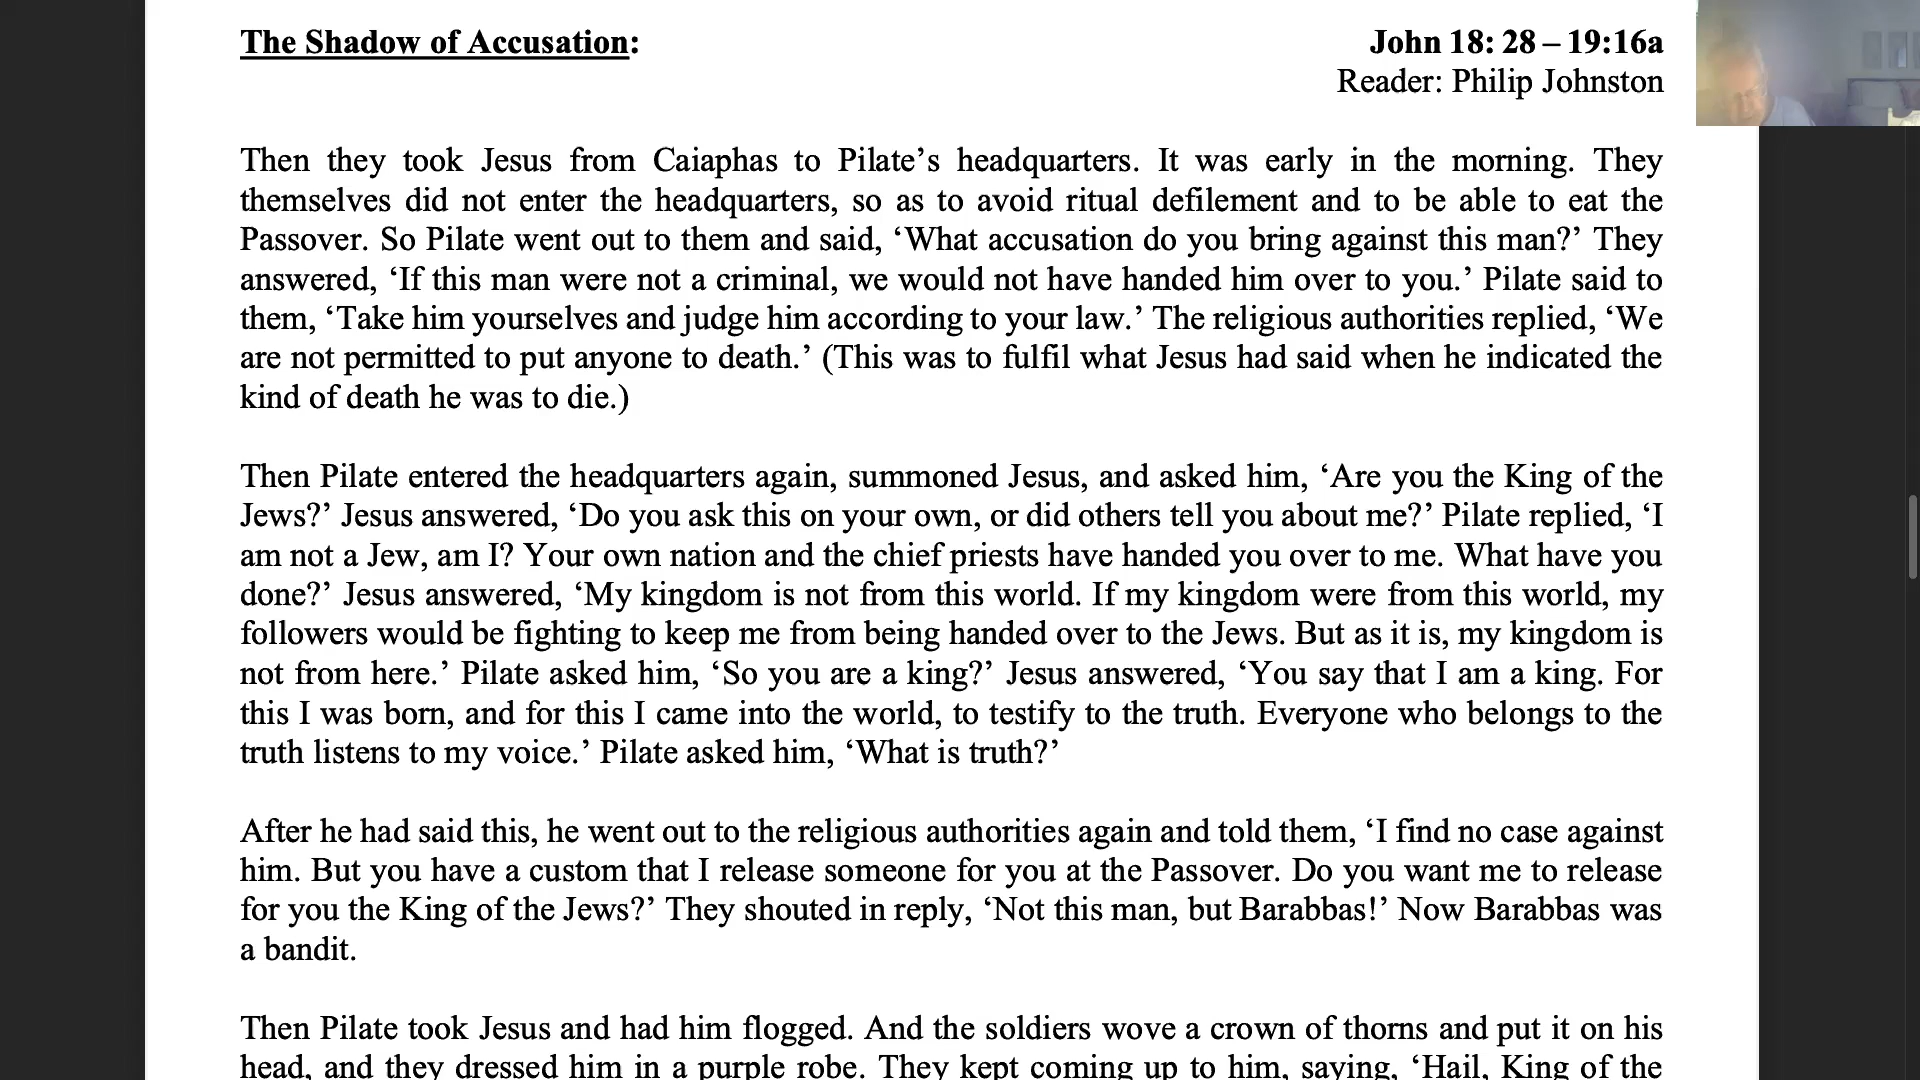 The Shadow of Accusation:
John 18: 28 – 19:16a
Reader: Philip Johnston
Then they took Jesus from Caiaphas to Pilate’s headquarters. It was early in the morning. They
themselves did not enter the headquarters, so as to avoid ritual defilement and to be able to eat the
Passover. So Pilate went out to them and said, ‘What accusation do you bring against this man?’ They
answered, ‘If this man were not a criminal, we would not have handed him over to you.’ Pilate said to
them, ‘Take him yourselves and judge him according to your law.’ The religious authorities replied, ‘We
are not permitted to put anyone to death.’ (This was to fulfil what Jesus had said when he indicated the
kind of death he was to die.)
Then Pilate entered the headquarters again, summoned Jesus, and asked him, ‘Are you the King of the
Jews?’ Jesus answered, ‘Do you ask this on your own, or did others tell you about me?’ Pilate replied, ‘I
am not a Jew, am I? Your own nation and the chief priests have handed you over to me. What have you
done?’ Jesus answered, ‘My kingdom is not from this world. If my kingdom were from this world, my
followers would be fighting to keep me from being handed over to the Jews. But as it is, my kingdom is
not from here.’ Pilate asked him, ‘So you are a king?’ Jesus answered, ‘You say that I am a king. For
this I was born, and for this I came into the world, to testify to the truth. Everyone who belongs to the
truth listens to my voice.’ Pilate asked him, ‘What is truth?’
After he had said this, he went out to the religious authorities again and told them, ‘I find no case against
him. But you have a custom that I release someone for you at the Passover. Do you want me to release
for you the King of the Jews?’ They shouted in reply, ‘Not this man, but Barabbas!’ Now Barabbas was
a bandit.
Then Pilate took Jesus and had him flogged. And the soldiers wove a crown of thorns and put it on his
head, and they dressed him in a purple robe. They kept coming up to him, saying, ‘Hail, King of the